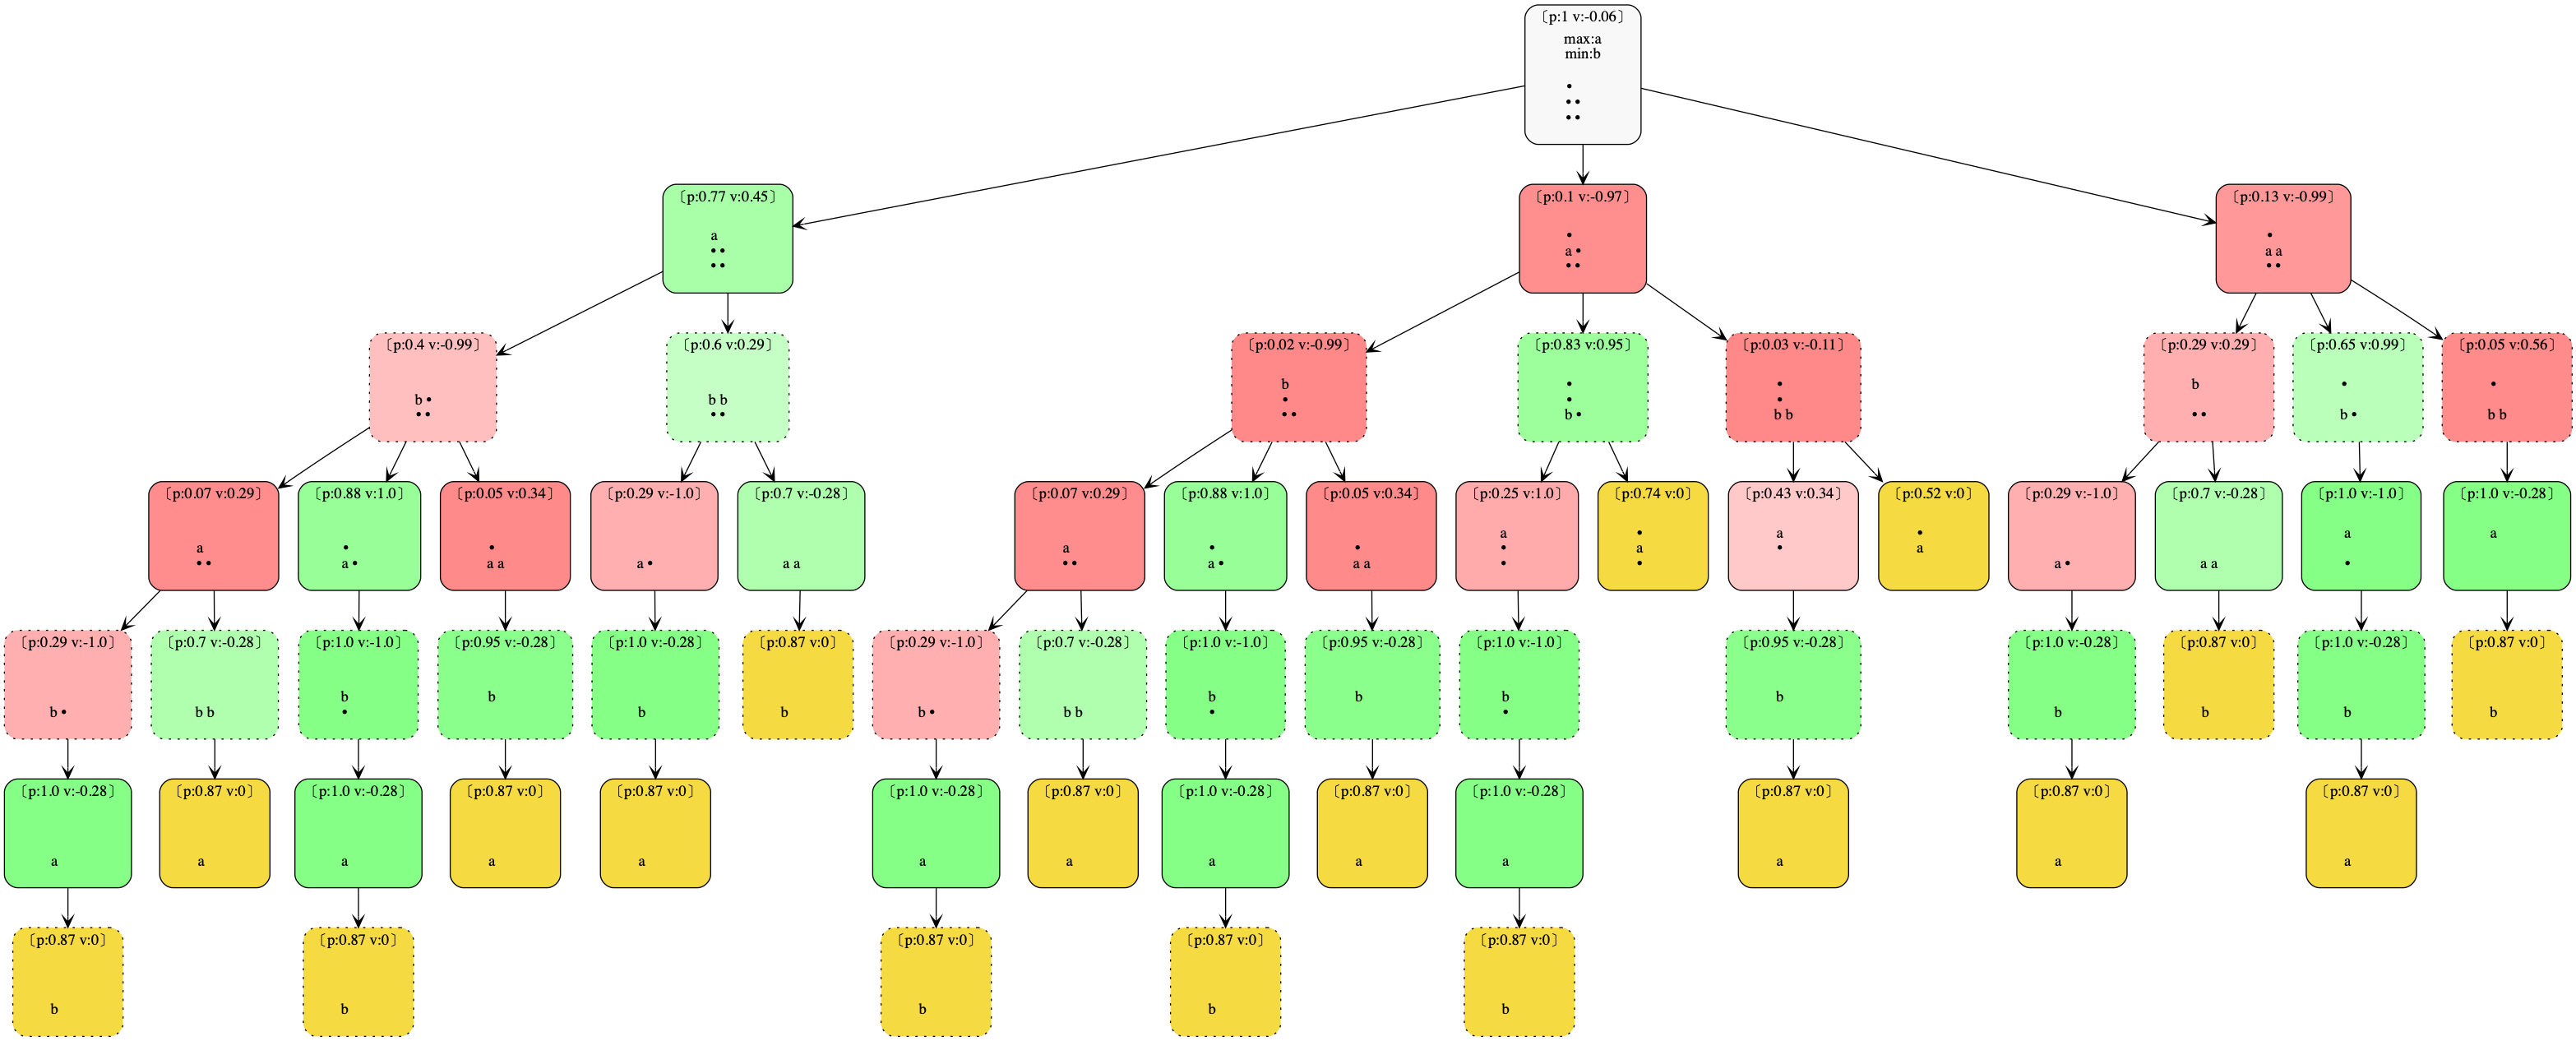 〔p:1 v:-0.06〕
max:a
min:b
•
• •
• •
〔p:0.77 v:0.45〕
a
• •
• •
〔p:0.1 v:-0.97〕
•
a •
• •
〔p:0.13 v:-0.99〕
•
a a
• •
〔p:0.4 v:-0.99〕
b •
• •
〔p:0.6 v:0.29〕
b b
• •
〔p:0.02 v:-0.99〕
b
•
• •
〔p:0.83 v:0.95〕
•
•
b •
〔p:0.03 v:-0.11〕
•
•
b b
〔p:0.29 v:0.29〕
b
• •
〔p:0.65 v:0.99〕
•
b •
〔p:0.05 v:0.56〕
•
b b
〔p:0.07 v:0.29〕
a
• •
〔p:0.88 v:1.0〕
•
a •
〔p:0.05 v:0.34〕
•
a a
〔p:0.29 v:-1.0〕
a •
〔p:0.7 v:-0.28〕
a a
〔p:0.07 v:0.29〕
a
• •
〔p:0.88 v:1.0〕
•
a •
〔p:0.05 v:0.34〕
•
a a
〔p:0.25 v:1.0〕
a
•
•
〔p:0.74 v:0〕
•
a
•
〔p:0.43 v:0.34〕
a
•
〔p:0.52 v:0〕
•
a
〔p:0.29 v:-1.0〕
a •
〔p:0.7 v:-0.28〕
a a
〔p:1.0 v:-1.0〕
a
•
〔p:1.0 v:-0.28〕
a
〔p:0.29 v:-1.0〕
b •
〔p:0.7 v:-0.28〕
b b
〔p:1.0 v:-1.0〕
b
•
〔p:0.95 v:-0.28〕
b
〔p:1.0 v:-0.28〕
b
〔p:0.87 v:0〕
b
〔p:0.29 v:-1.0〕
b •
〔p:0.7 v:-0.28〕
b b
〔p:1.0 v:-1.0〕
b
•
〔p:0.95 v:-0.28〕
b
〔p:1.0 v:-1.0〕
b
•
〔p:0.95 v:-0.28〕
b
〔p:1.0 v:-0.28〕
b
〔p:0.87 v:0〕
b
〔p:1.0 v:-0.28〕
b
〔p:0.87 v:0〕
b
〔p:1.0 v:-0.28〕
a
〔p:0.87 v:0〕
a
〔p:1.0 v:-0.28〕
a
〔p:0.87 v:0〕
a
〔p:0.87 v:0〕
a
〔p:1.0 v:-0.28〕
a
〔p:0.87 v:0〕
a
〔p:1.0 v:-0.28〕
a
〔p:0.87 v:0〕
a
〔p:1.0 v:-0.28〕
a
〔p:0.87 v:0〕
a
〔p:0.87 v:0〕
a
〔p:0.87 v:0〕
a
〔p:0.87 v:0〕
b
〔p:0.87 v:0〕
b
〔p:0.87 v:0〕
b
〔p:0.87 v:0〕
b
〔p:0.87 v:0〕
b